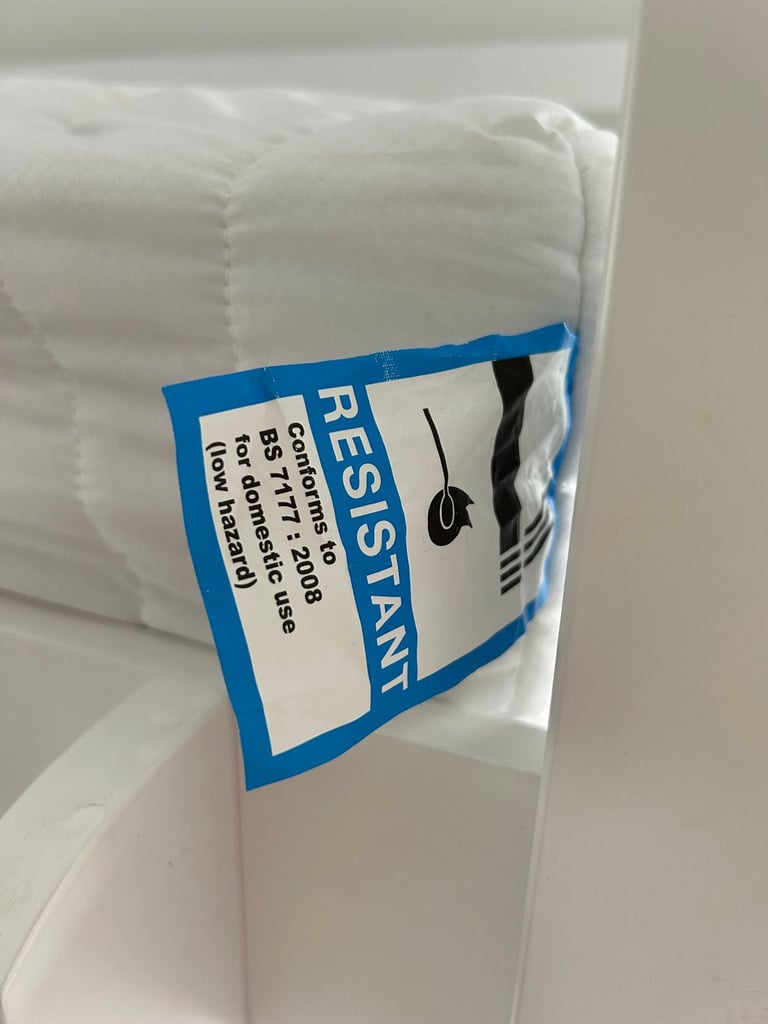 RESISTANT
Conforms to
BS 7177 : 2008
for domestic use
(low hazard)